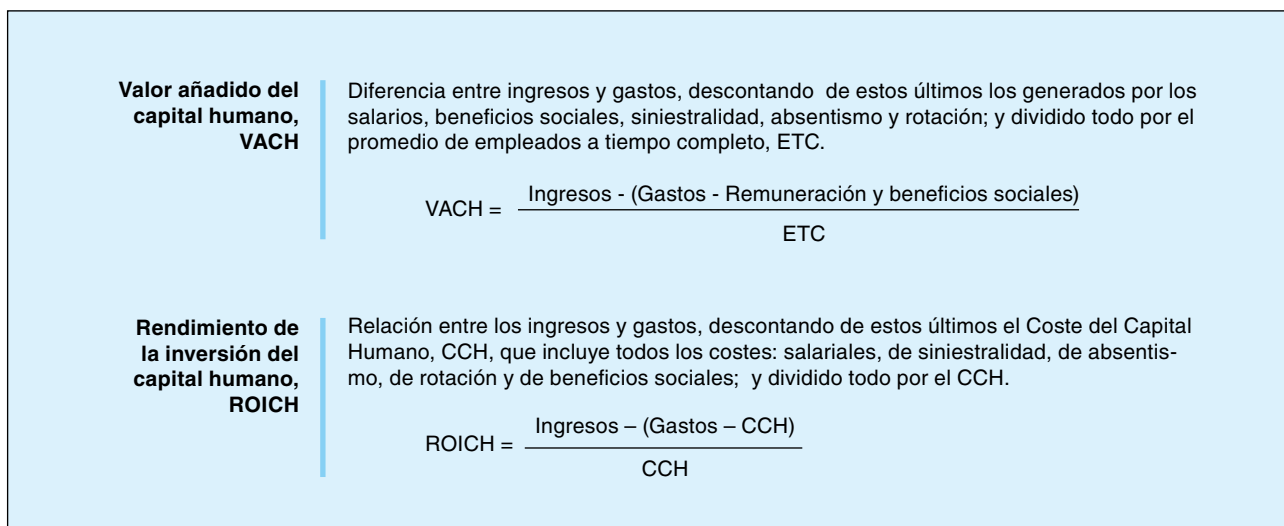 Valor añadido del
capital humano,
VACH
Diferencia entre ingresos y gastos, descontando de estos últimos los generados por los
salarios, beneficios sociales, siniestralidad, absentismo y rotación; y dividido todo por el
promedio de empleados a tiempo completo, ETC.
VACH = Ingresos - (Gastos - Remuneración y beneficios sociales)
ETC
Rendimiento de
la inversión del
capital humano,
ROICH
Relación entre los ingresos y gastos, descontando de estos últimos el Coste del Capital
Humano, CCH, que incluye todos los costes: salariales, de siniestralidad, de absentis-
mo, de rotación y de beneficios sociales; y dividido todo por el CCH.
ROICH = Ingresos – (Gastos – CCH)
CCH